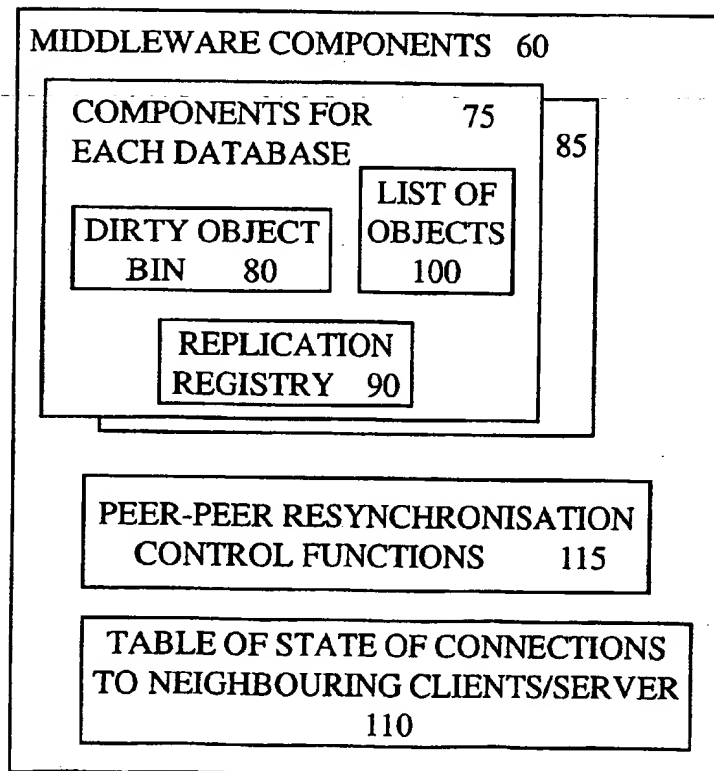 MIDDLEWARE COMPONENTS 60
COMPONENTS FOR 75
EACH DATABASE
85
LIST OF
OBJECTS
100
DIRTY OBJECT
BIN 80
REPLICATION
REGISTRY 90
PEER-PEER RESYNCHRONISATION
CONTROL FUNCTIONS 115
TABLE OF STATE OF CONNECTIONS
TO NEIGHBOURING CLIENTS/SERVER
110